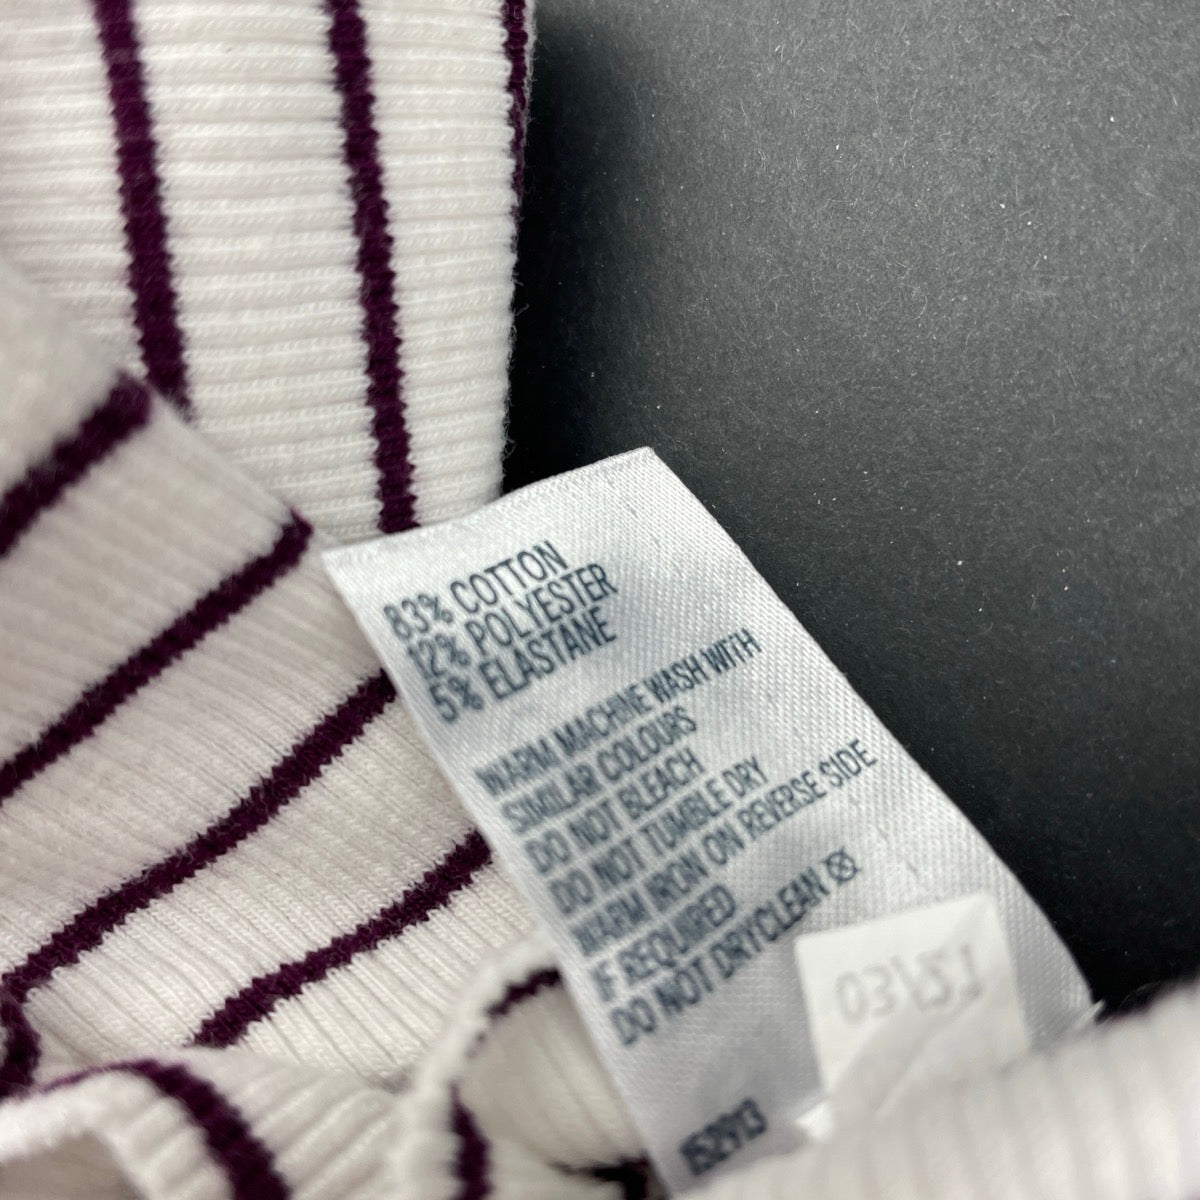 83% COTTON
12% POLYESTER
5% ELASTANE
WARM MACHINE WASH WITH
SIMILAR COLOURS
DO NOT BLEACH
DO NOT TUMBLE DRY
WARM IRON ON REVERSE SIDE
IF REQUIRED
DO NOT DRYCLEAN
03/21
1529913